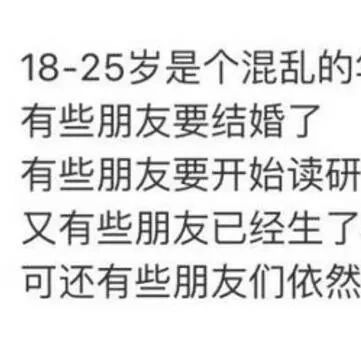 18-25岁是个混乱的
有些朋友要结婚了
有些朋友要开始读研
又有些朋友已经生了
可还有些朋友们依然